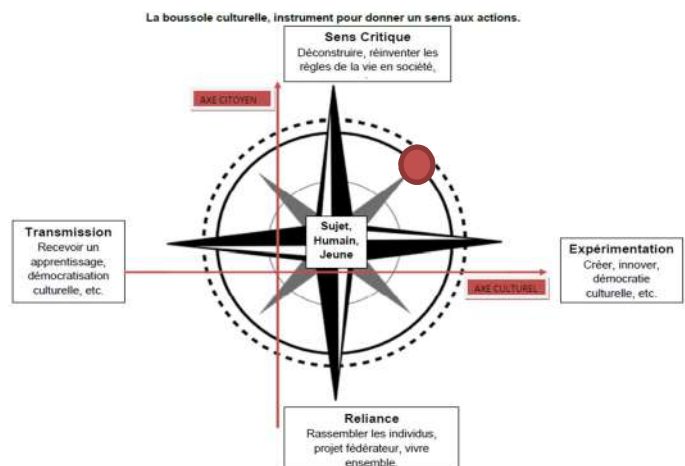 La boussole culturelle, instrument pour donner un sens aux actions.
Sens Critique
Déconstruire, réinventer les
règles de la vie en société,
AXE CITOYEN
Transmission
Recevoir un
apprentissage,
démocratisation
culturelle, etc.
Sujet,
Humain,
Jeune
Expérimentation
Créer, innover,
démocratie
culturelle, etc.
AXE CULTUREL
Reliance
Rassembler les individus,
projet fédérateur, vivre
ensemble.